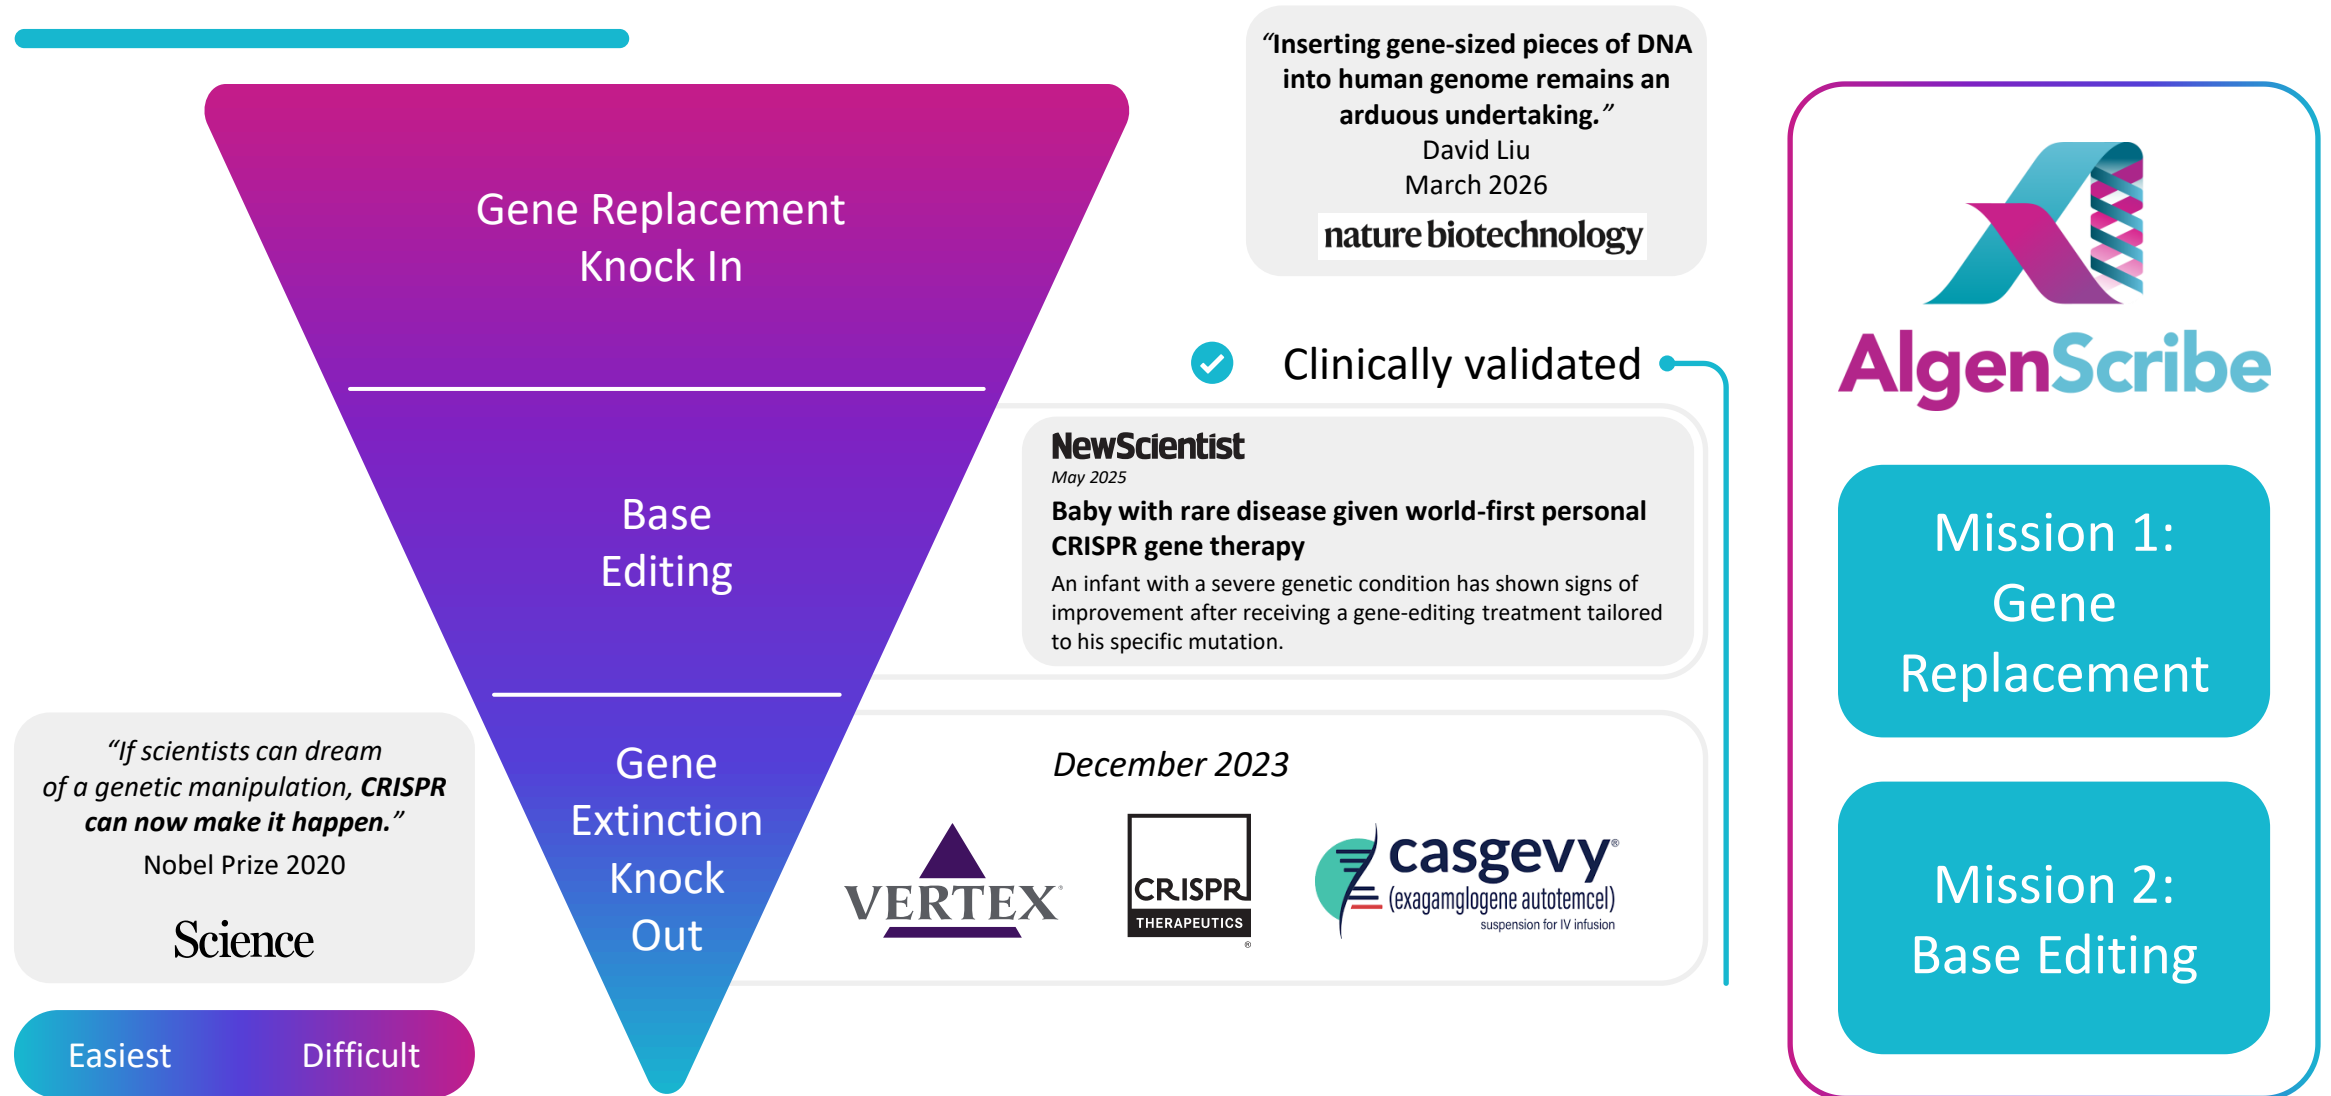 “Inserting gene-sized pieces of DNA
into human genome remains an
arduous undertaking.”
David Liu
March 2026
nature biotechnology
Gene Replacement
Knock In
Clinically validated
NewScientist
May 2025
Baby with rare disease given world-first personal
CRISPR gene therapy
An infant with a severe genetic condition has shown signs of
improvement after receiving a gene-editing treatment tailored
to his specific mutation.
Base
Editing
“If scientists can dream
of a genetic manipulation, CRISPR
can now make it happen.”
Nobel Prize 2020
Science
Gene
Extinction
Knock
Out
December 2023
VERTEX
CRISPR
THERAPEUTICS
®
casgevy®
(exagamglogene autotemcel)
suspension for IV infusion
Easiest
Difficult
AlgenScribe
Mission 1:
Gene
Replacement
Mission 2:
Base Editing